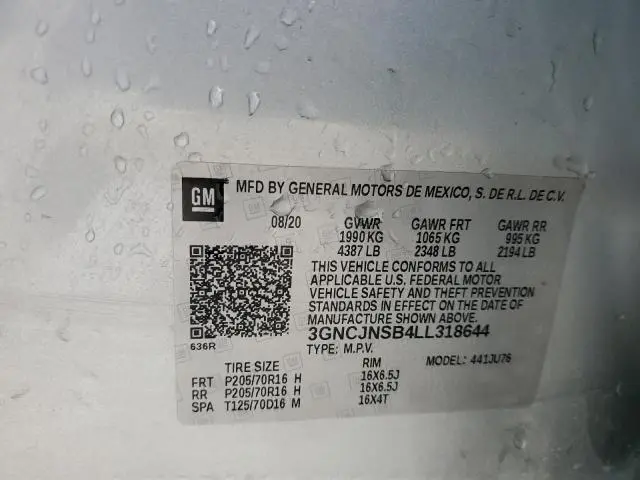 GM MFD BY GENERAL MOTORS DE MEXICO, S. DE R.L. DE C.V.
08/20 GVWR GAWR FRT GAWR RR
1990 KG 1065 KG 995 KG
4387 LB 2348 LB 2194 LB
THIS VEHICLE CONFORMS TO ALL
APPLICABLE U.S. FEDERAL MOTOR
VEHICLE SAFETY AND THEFT PREVENTION
STANDARDS IN EFFECT ON THE DATE OF
MANUFACTURE SHOWN ABOVE.
3GNCJNSB4LL318644
636R TYPE: M.P.V. MODEL: 441JU76
TIRE SIZE RIM
FRT P205/70R16 H 16X6.5J
RR P205/70R16 H 16X6.5J
SPA T125/70D16 M 16X4T